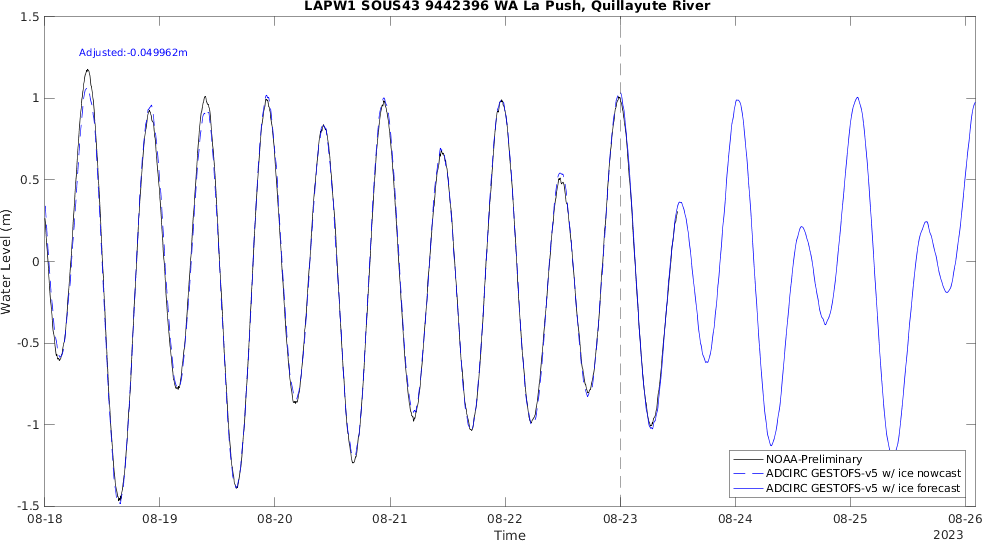 LAPW1 SOUS43 9442396 WA La Push, Quillayute River
Adjusted:-0.049962m
1.5
1
0.5
0
-0.5
-1
-1.5
Water Level (m)
08-18
08-19
08-20
08-21
08-22
08-23
08-24
08-25
08-26
Time
2023
NOAA-Preliminary
ADCIRC GESTOFS-v5 w/ ice nowcast
ADCIRC GESTOFS-v5 w/ ice forecast